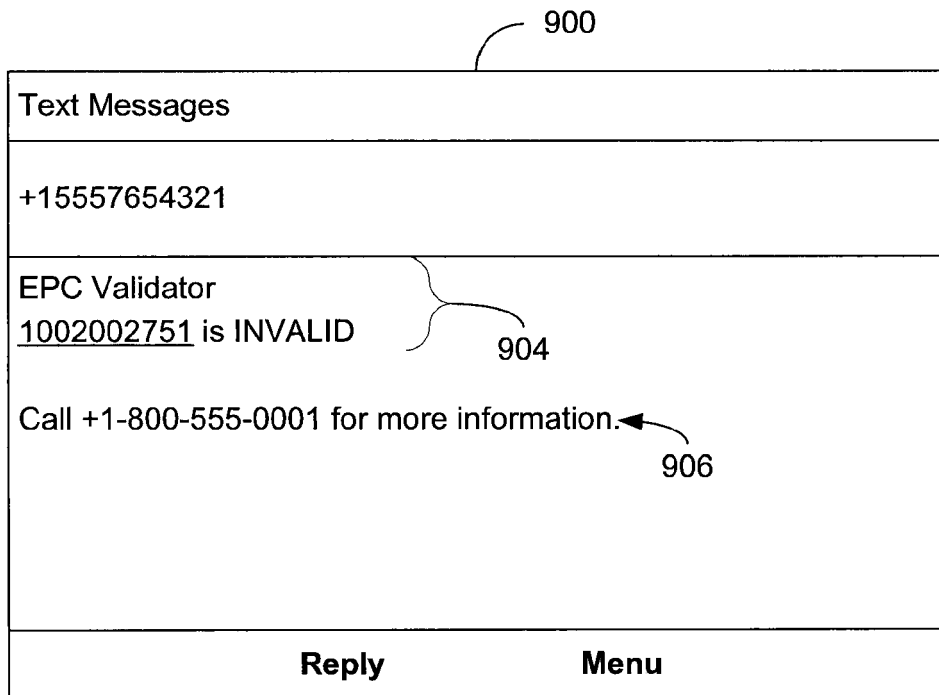 900
Text Messages
+15557654321
EPC Validator
1002002751 is INVALID
904
Call +1-800-555-0001 for more information.
906
Reply Menu